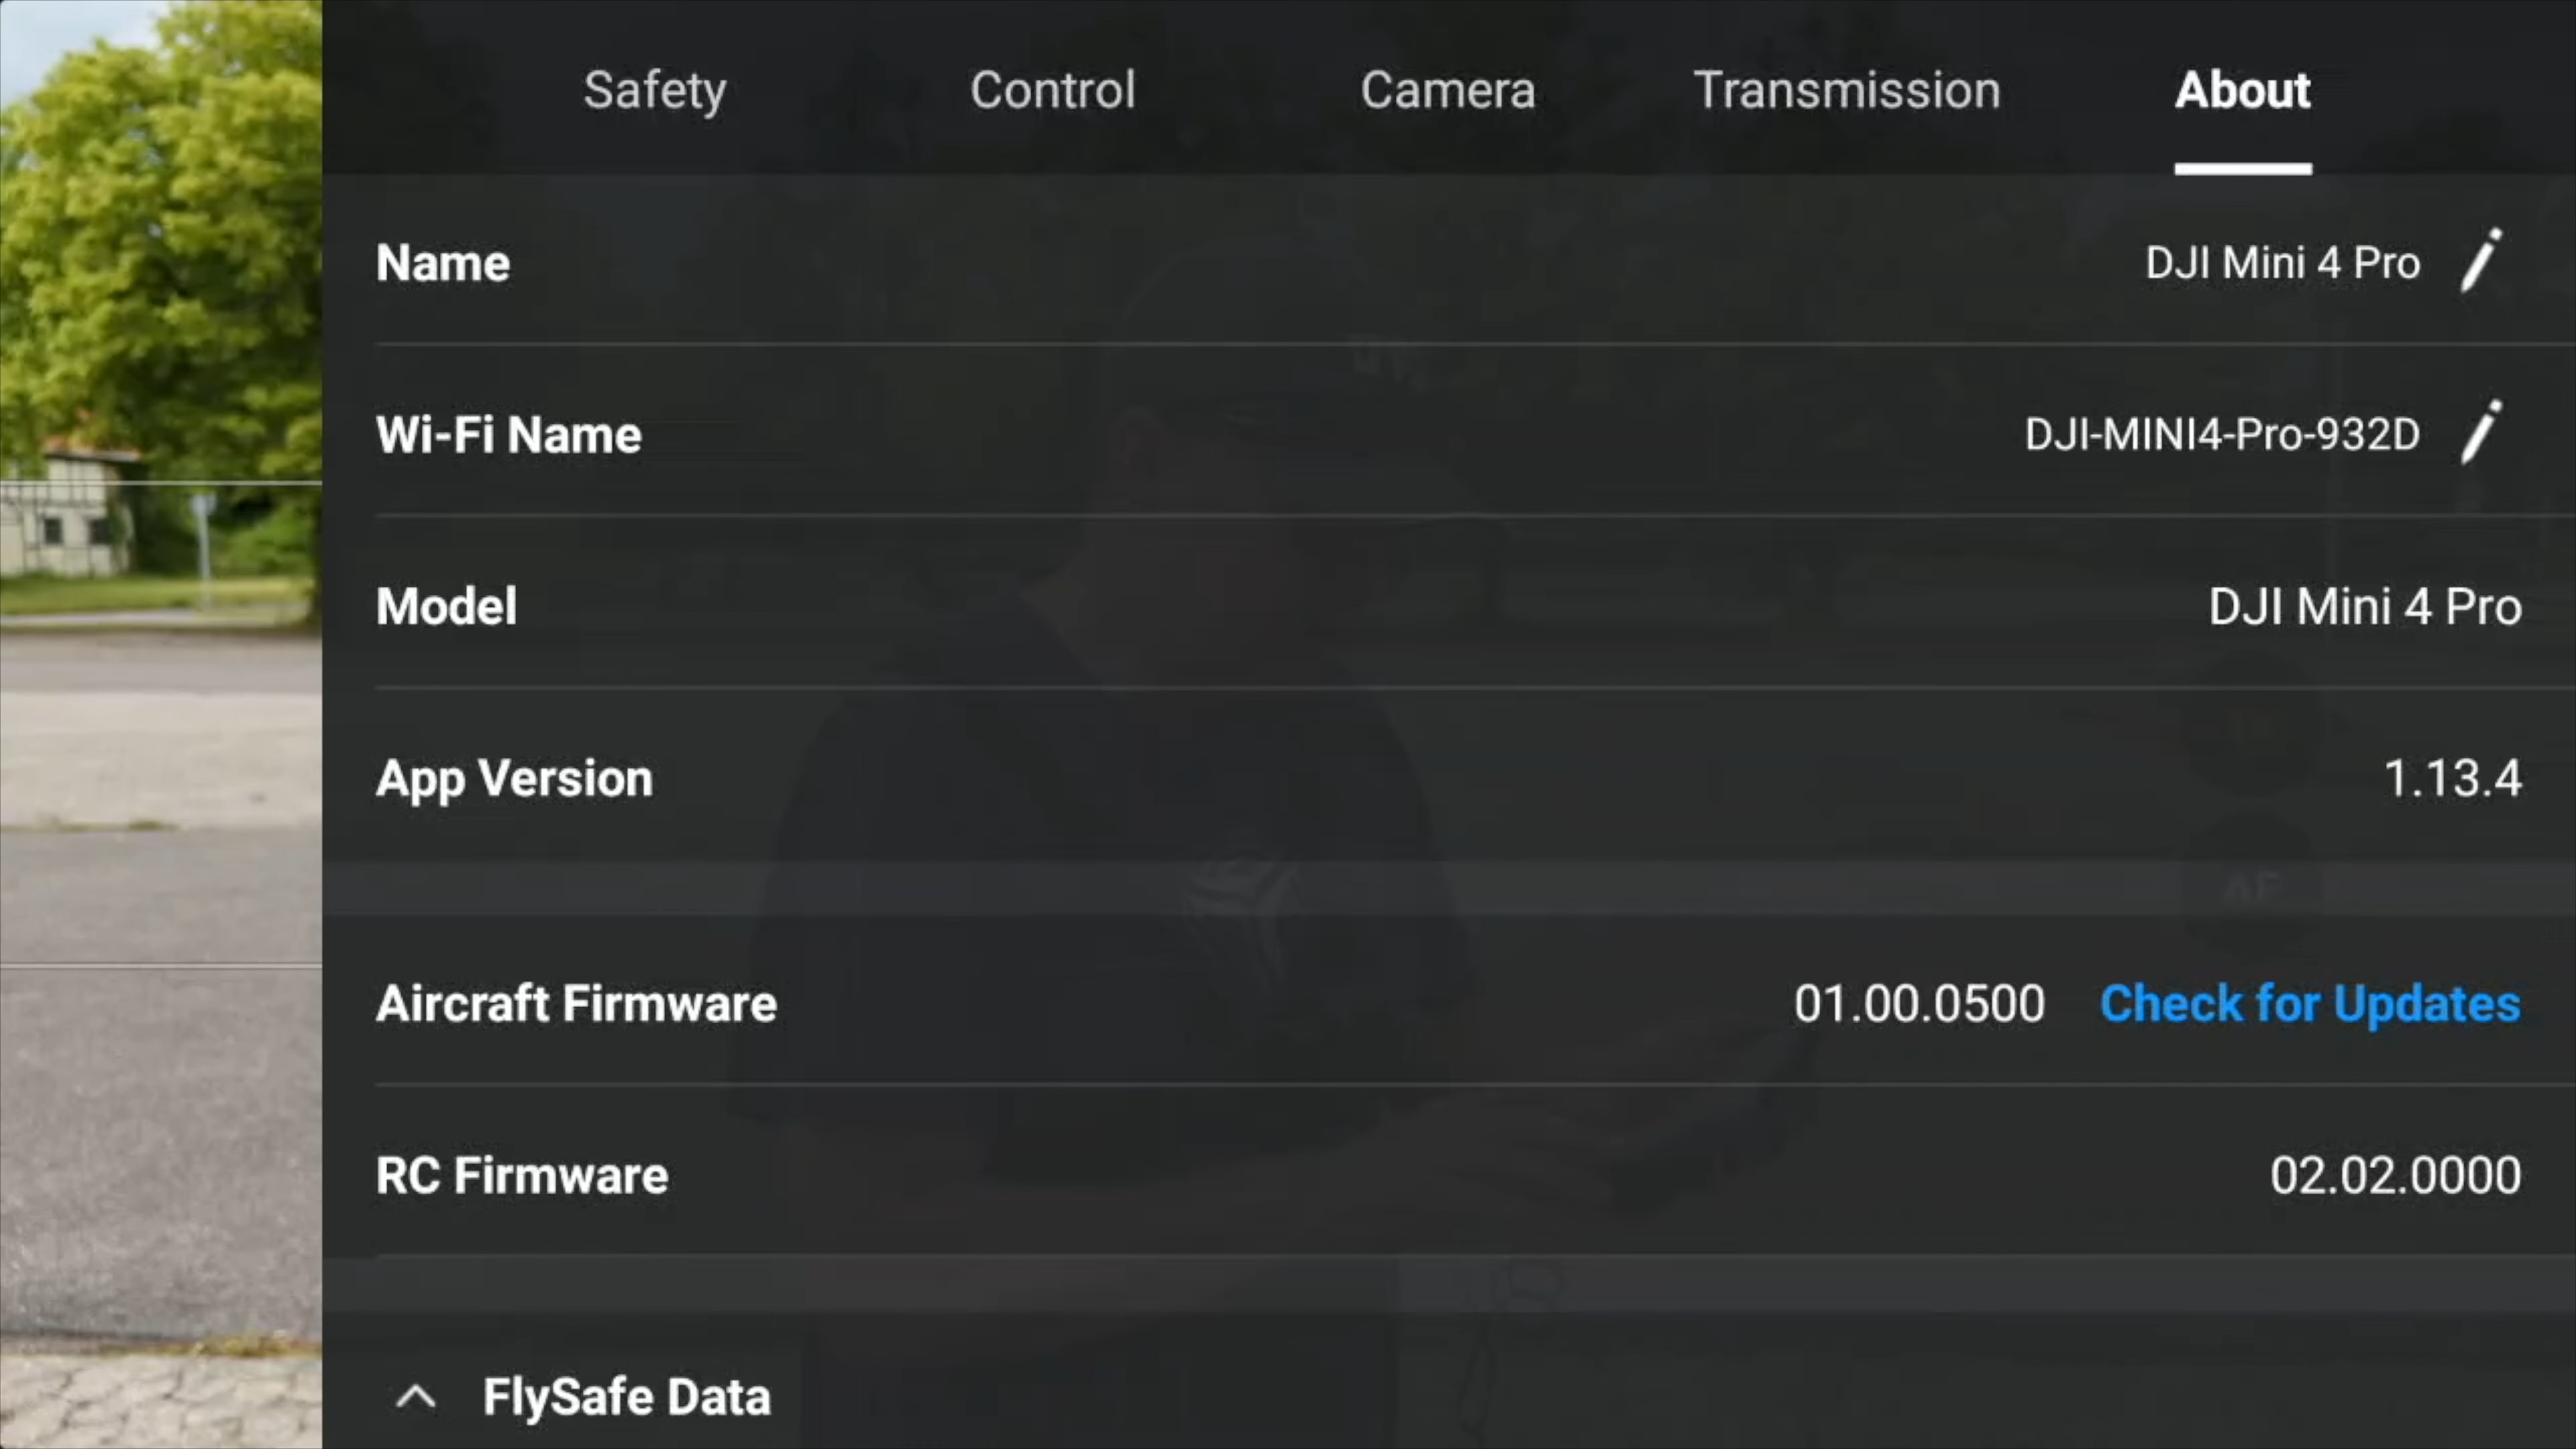 Safety Control Camera Transmission About
Name DJI Mini 4 Pro
Wi-Fi Name DJI-MINI4-Pro-932D
Model DJI Mini 4 Pro
App Version 1.13.4
AF
Aircraft Firmware 01.00.0500 Check for Updates
RC Firmware 02.02.0000
FlySafe Data